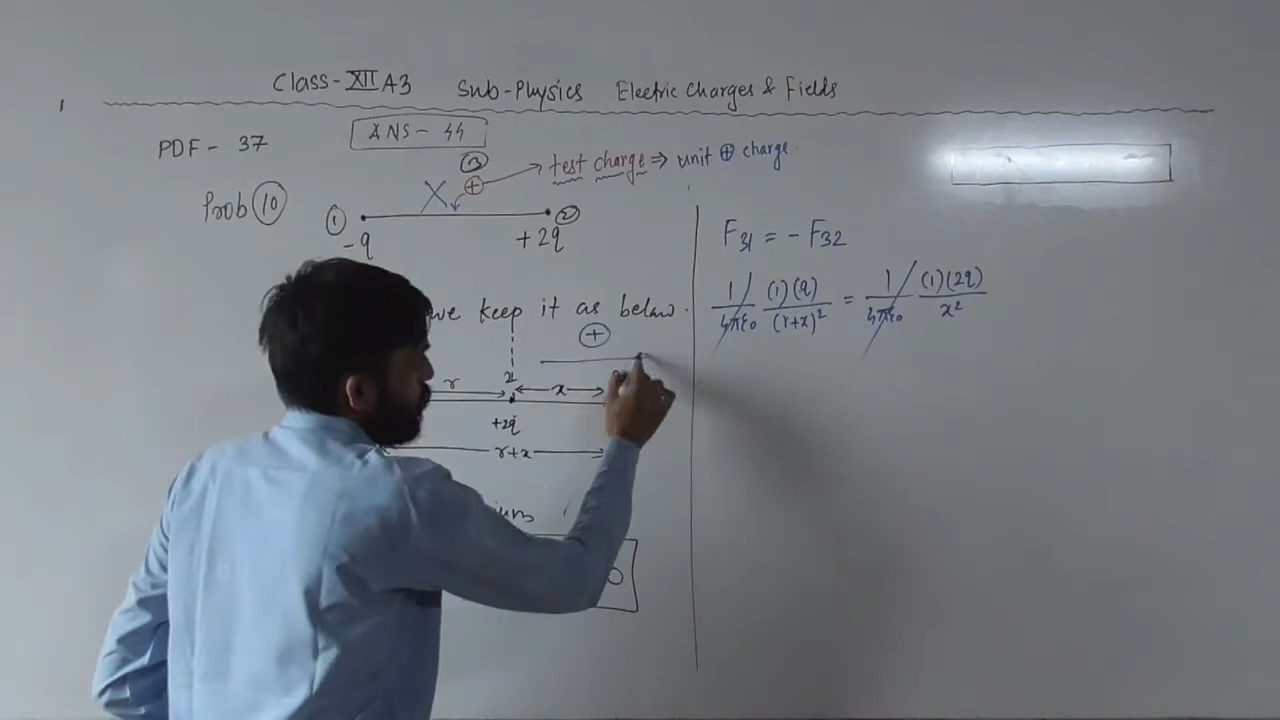 Class-XII A3 Sub-Physics Electric Charges & Fields
PDF - 37
ANS - 44
③ ⊕ → test charge ⇒ unit ⊕ charge.
Prob ⑩
① ②
-q +2q
we keep it as below.
⊕
r x
+2q
r+x
F31 = - F32
1/4πε0 (1)(q)/(r+x)² = 1/4πε0 (1)(2q)/x²